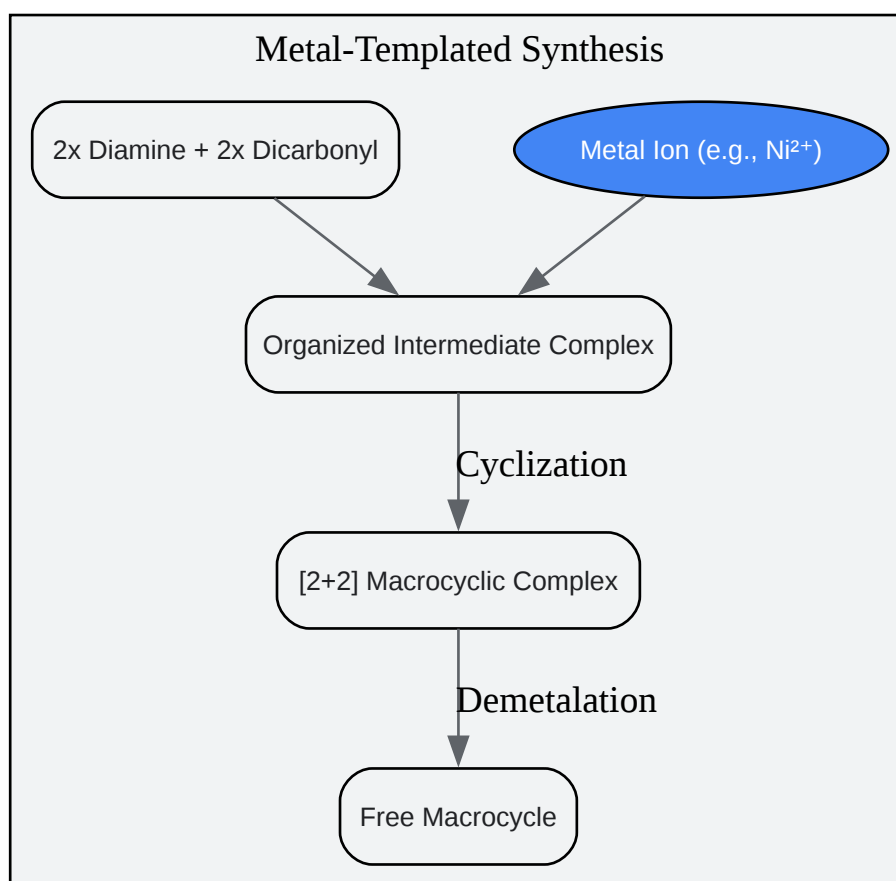 Metal-Templated Synthesis
2x Diamine + 2x Dicarbonyl
Metal Ion (e.g., Ni²⁺)
Organized Intermediate Complex
Cyclization
[2+2] Macrocyclic Complex
Demetalation
Free Macrocycle